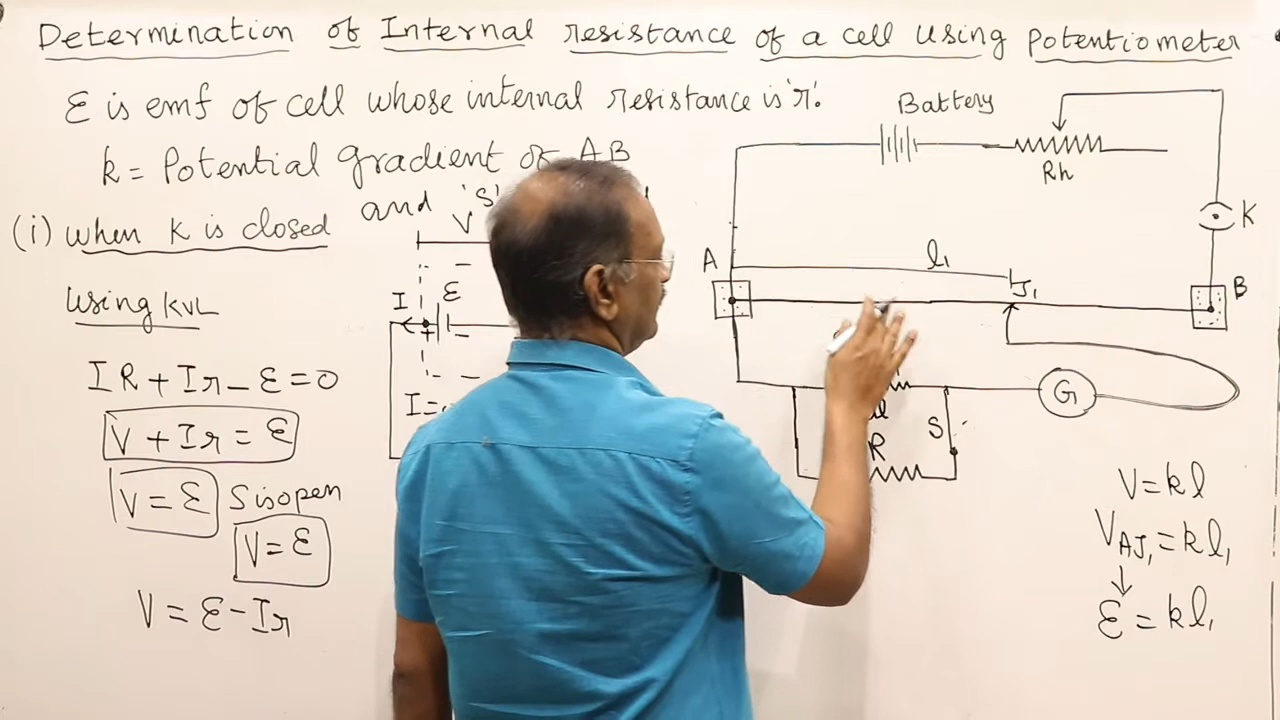 Determination of Internal resistance of a cell using Potentiometer
ε is emf of cell whose internal resistance is 'r'.
k = Potential gradient of AB
(i) when K is closed and 'S'
Using KVL
IR + Ir - ε = 0
V + Ir = ε
V = ε S is open
V = ε
V = ε - Ir
V
ε
I
+
I =
Battery
Rh
K
A
l₁
J₁
B
G
S
R
V = kl
V_AJ₁ = kl₁
↓
ε = kl₁